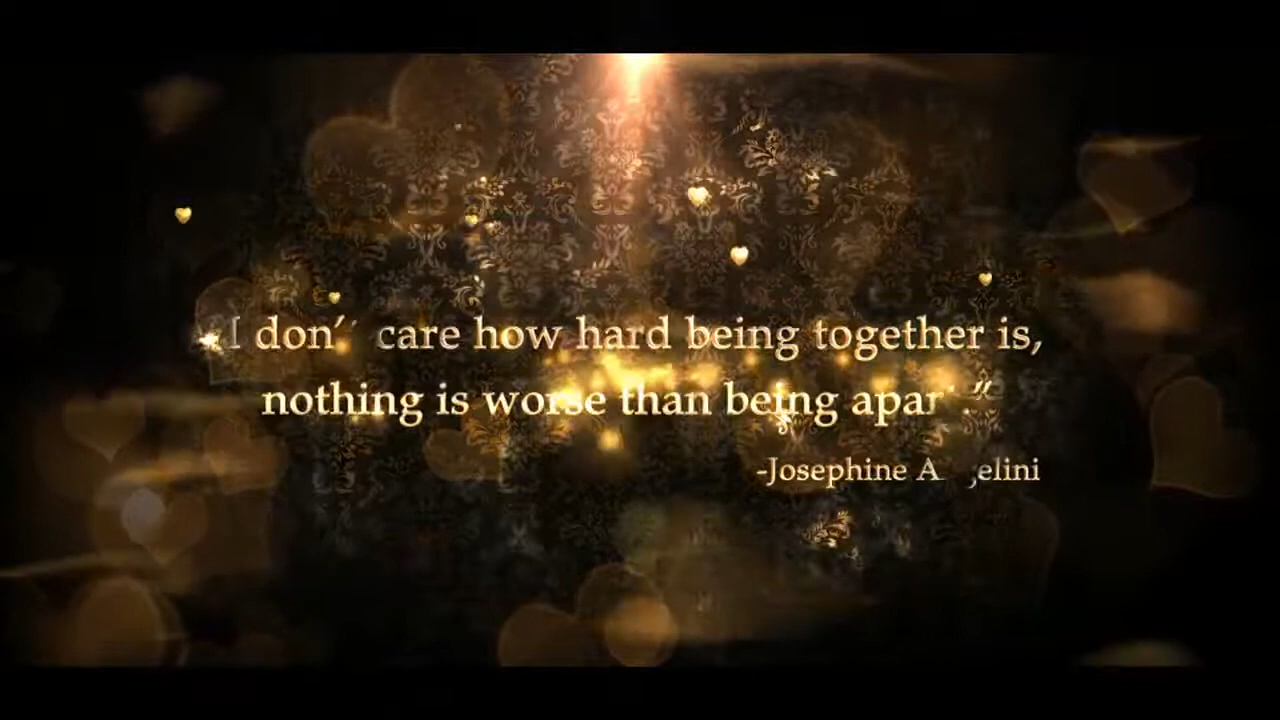 "I don't care how hard being together is,
nothing is worse than being apart."
-Josephine Angelini